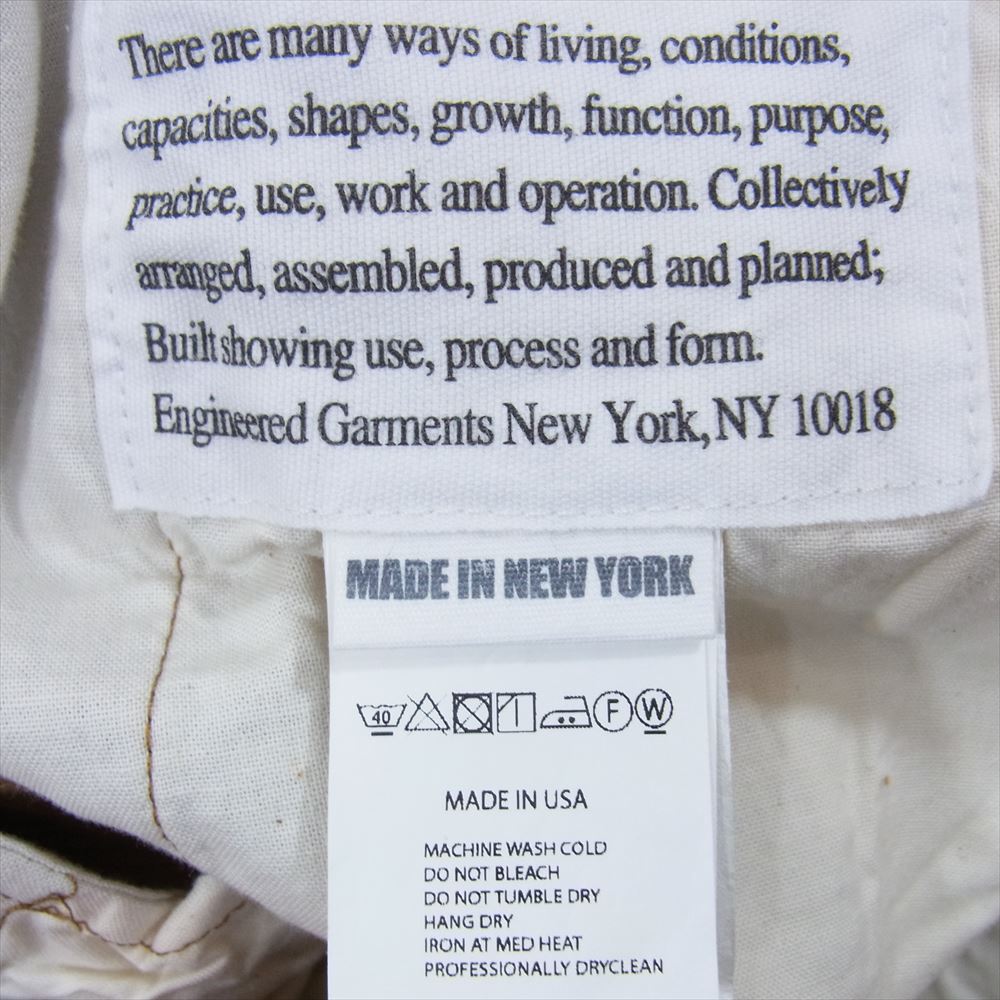 There are many ways of living, conditions,
capacities, shapes, growth, function, purpose,
practice, use, work and operation. Collectively
arranged, assembled, produced and planned;
Built showing use, process and form.
Engineered Garments New York, NY 10018
MADE IN NEW YORK
40 F W
MADE IN USA
MACHINE WASH COLD
DO NOT BLEACH
DO NOT TUMBLE DRY
HANG DRY
IRON AT MED HEAT
PROFESSIONALLY DRYCLEAN